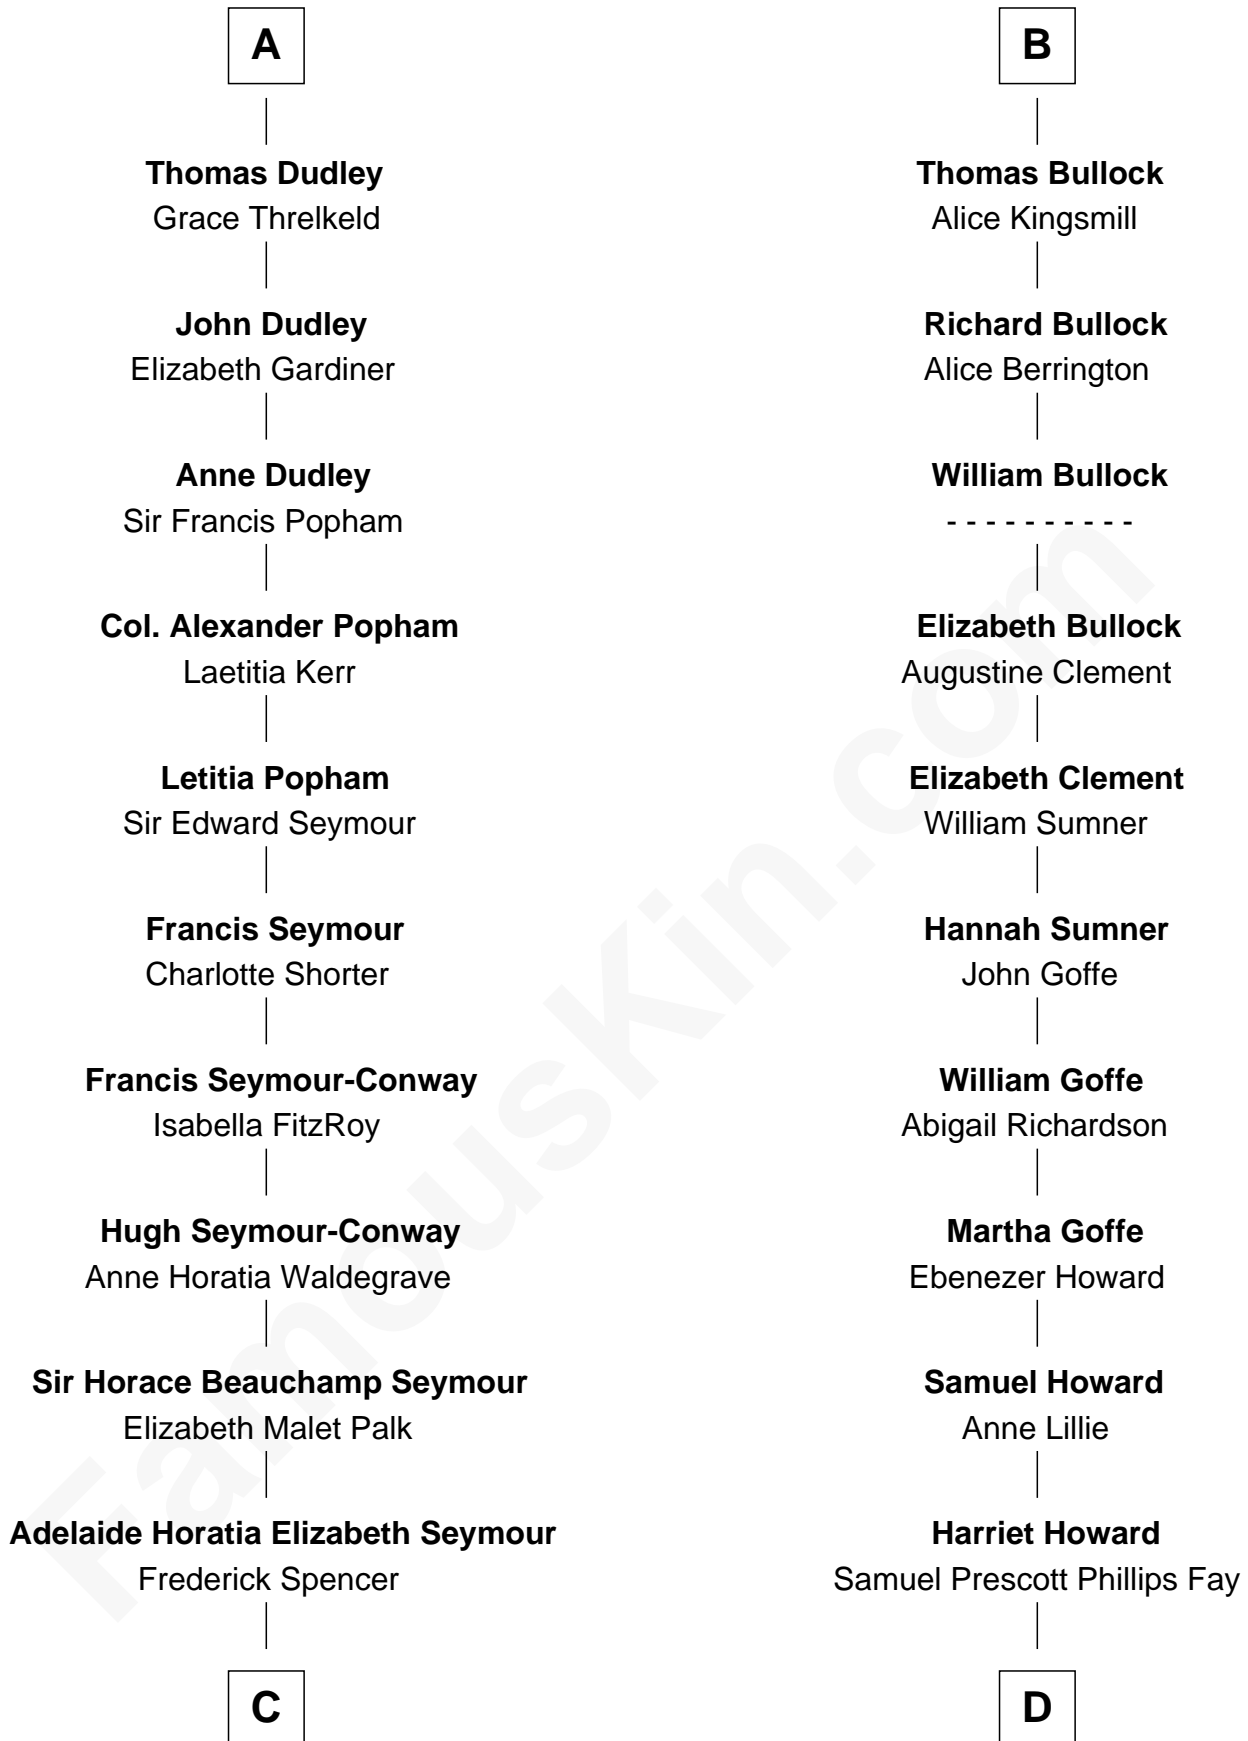 A
Thomas Dudley
Grace Threlkeld
John Dudley
Elizabeth Gardiner
Anne Dudley
Sir Francis Popham
Col. Alexander Popham
Laetitia Kerr
Letitia Popham
Sir Edward Seymour
Francis Seymour
Charlotte Shorter
Francis Seymour-Conway
Isabella FitzRoy
Hugh Seymour-Conway
Anne Horatia Waldegrave
Sir Horace Beauchamp Seymour
Elizabeth Malet Palk
Adelaide Horatia Elizabeth Seymour
Frederick Spencer
C
B
Thomas Bullock
Alice Kingsmill
Richard Bullock
Alice Berrington
William Bullock
- - - - - - - - - -
Elizabeth Bullock
Augustine Clement
Elizabeth Clement
William Sumner
Hannah Sumner
John Goffe
William Goffe
Abigail Richardson
Martha Goffe
Ebenezer Howard
Samuel Howard
Anne Lillie
Harriet Howard
Samuel Prescott Phillips Fay
D
FamousKin.com